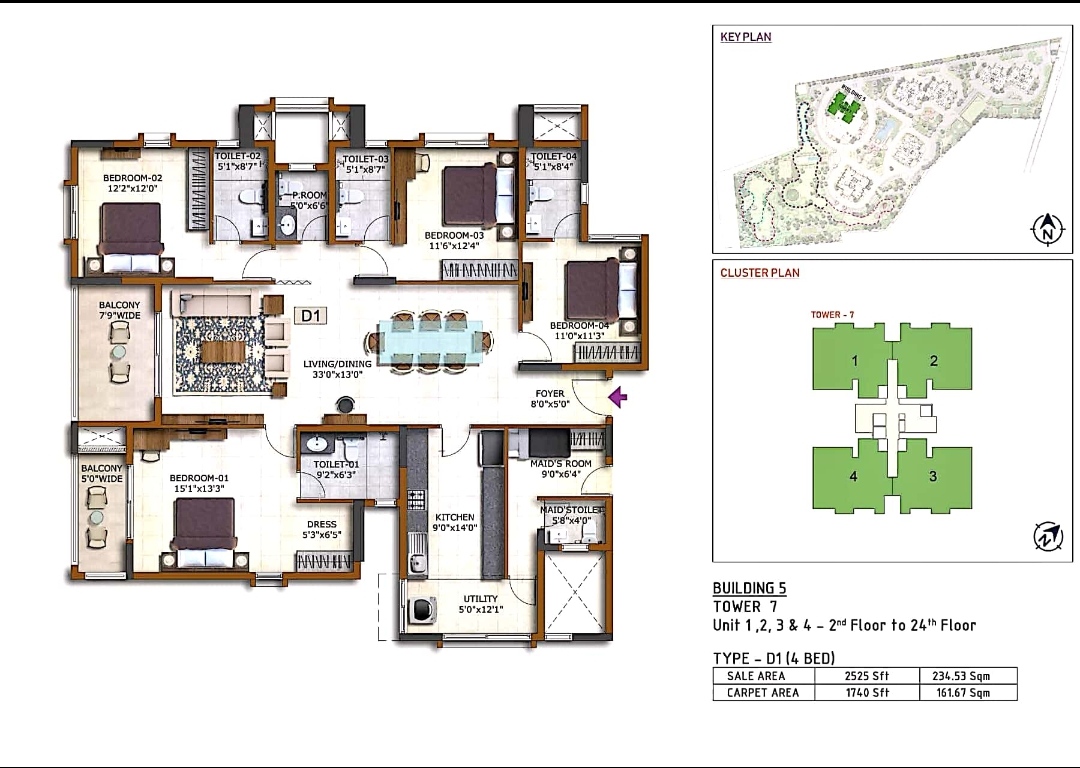 KEY PLAN
BUILDING 5
N
CLUSTER PLAN
TOWER - 7
1
2
4
3
BEDROOM-02
12'2"x12'0"
TOILET-02
5'1"x8'7"
P.ROOM
5'0"x6'6"
TOILET-03
5'1"x8'7"
BEDROOM-03
11'6"x12'4"
TOILET-04
5'1"x8'4"
BEDROOM-04
11'0"x11'3"
BALCONY
7'9"WIDE
D1
LIVING/DINING
33'0"x13'0"
FOYER
8'0"x5'0"
BALCONY
5'0"WIDE
BEDROOM-01
15'1"x13'3"
TOILET-01
9'2"x6'3"
DRESS
5'3"x6'5"
KITCHEN
9'0"x14'0"
MAID'S ROOM
9'0"x6'4"
MAID'STOILET
5'8"x4'0"
UTILITY
5'0"x12'1"
BUILDING 5
TOWER 7
Unit 1 ,2, 3 & 4 – 2nd Floor to 24th Floor
TYPE – D1 (4 BED)
SALE AREA 2525 Sft 234.53 Sqm
CARPET AREA 1740 Sft 161.67 Sqm